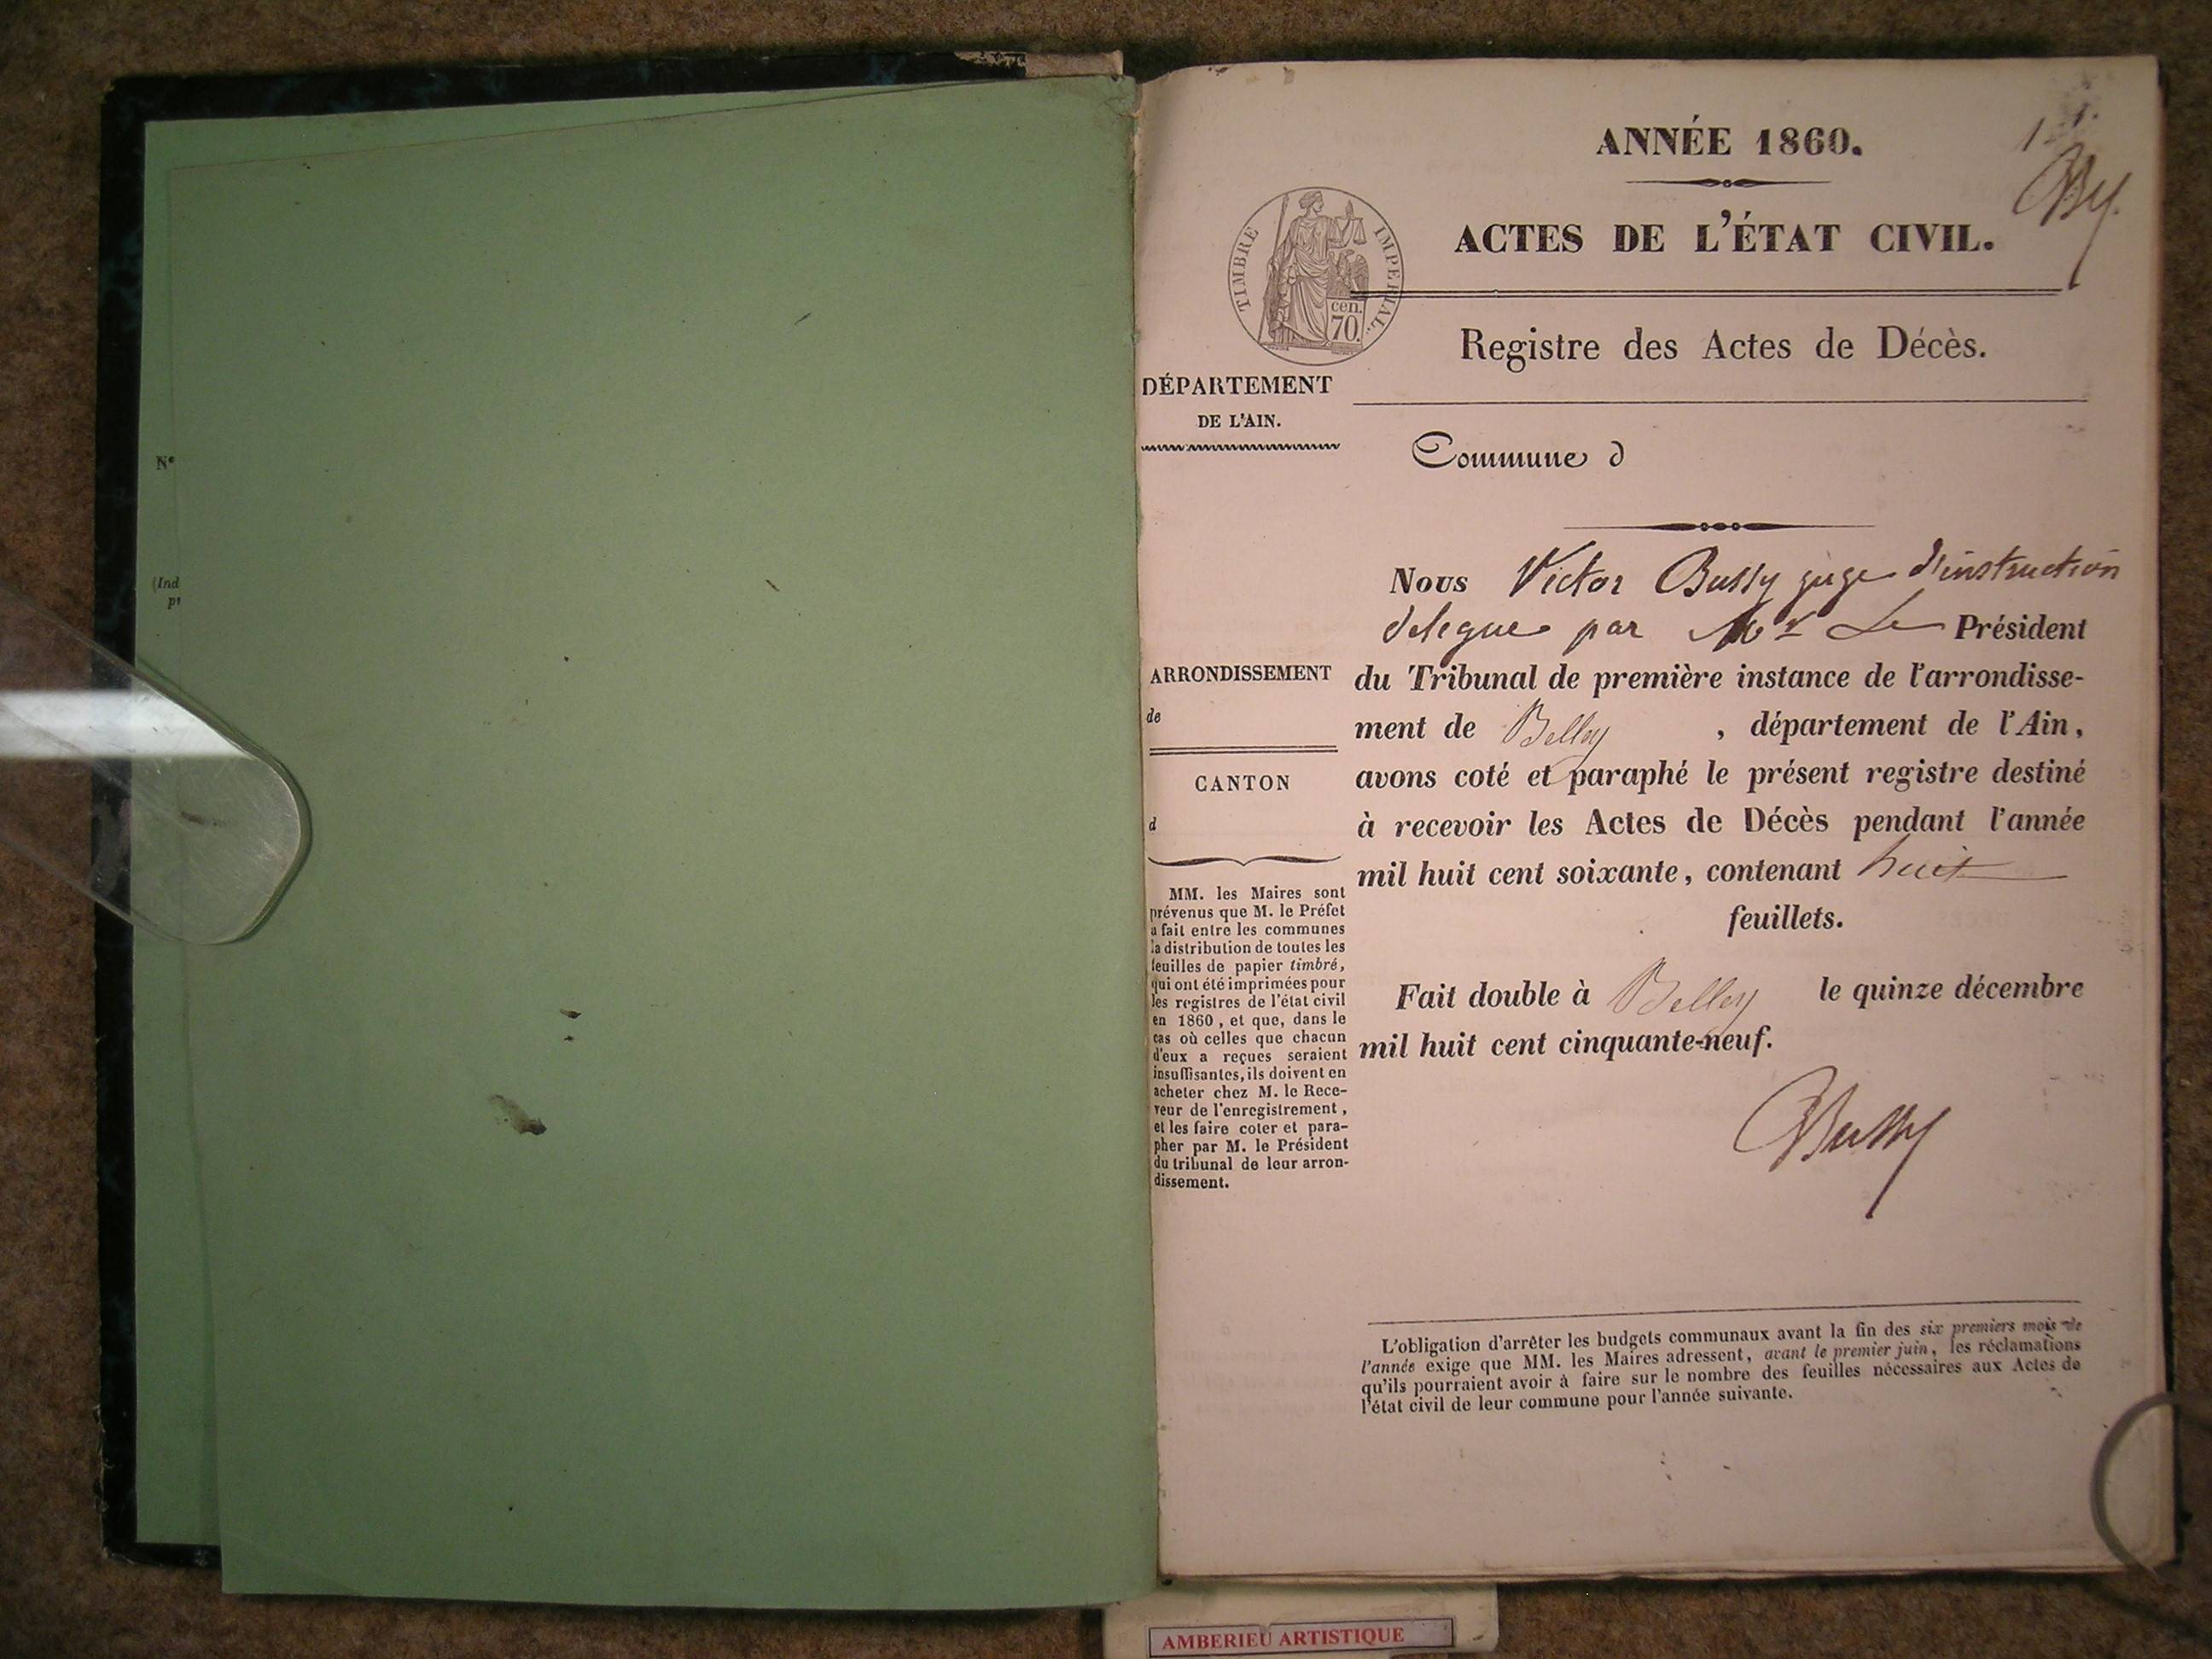 N°
(Ind
pr
ANNÉE 1860.
1.
By.
ACTES DE L'ÉTAT CIVIL.
TIMBRE IMPERIAL.
cen.
70.
Registre des Actes de Décès.
DÉPARTEMENT
DE L'AIN.
Commune d
Nous Victor Bussy juge d'instruction
delegue par Mr Le Président
du Tribunal de première instance de l'arrondisse-
ment de Belley , département de l'Ain,
avons coté et paraphé le présent registre destiné
à recevoir les Actes de Décès pendant l'année
mil huit cent soixante, contenant huit
feuillets.
Fait double à Belley le quinze décembre
mil huit cent cinquante-neuf.
Bussy
ARRONDISSEMENT
de
CANTON
d
MM. les Maires sont
prévenus que M. le Préfet
a fait entre les communes
la distribution de toutes les
feuilles de papier timbré,
qui ont été imprimées pour
les registres de l'état civil
en 1860, et que, dans le
cas où celles que chacun
d'eux a reçues seraient
insuffisantes, ils doivent en
acheter chez M. le Rece-
veur de l'enregistrement,
et les faire coter et para-
pher par M. le Président
du tribunal de leur arron-
dissement.
L'obligation d'arrêter les budgets communaux avant la fin des six premiers mois de
l'année exige que MM. les Maires adressent, avant le premier juin, les réclamations
qu'ils pourraient avoir à faire sur le nombre des feuilles nécessaires aux Actes de
l'état civil de leur commune pour l'année suivante.
AMBERIEU ARTISTIQUE